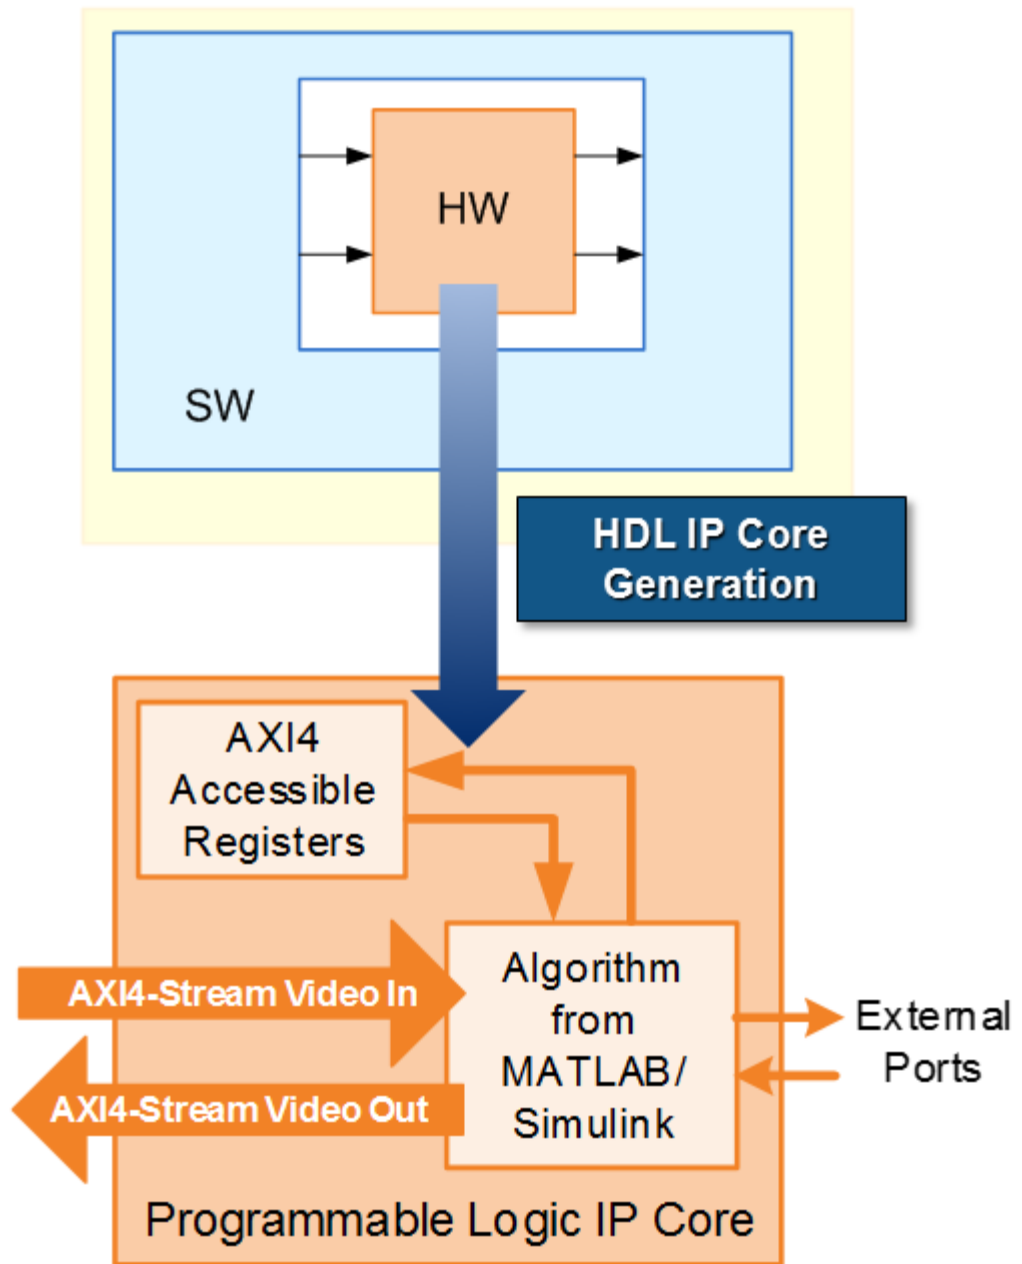 HW
SW
HDL IP Core
Generation
AXI4
Accessible
Registers
AXI4-Stream Video In
AXI4-Stream Video Out
Algorithm
from
MATLAB/
Simulink
External
Ports
Programmable Logic IP Core